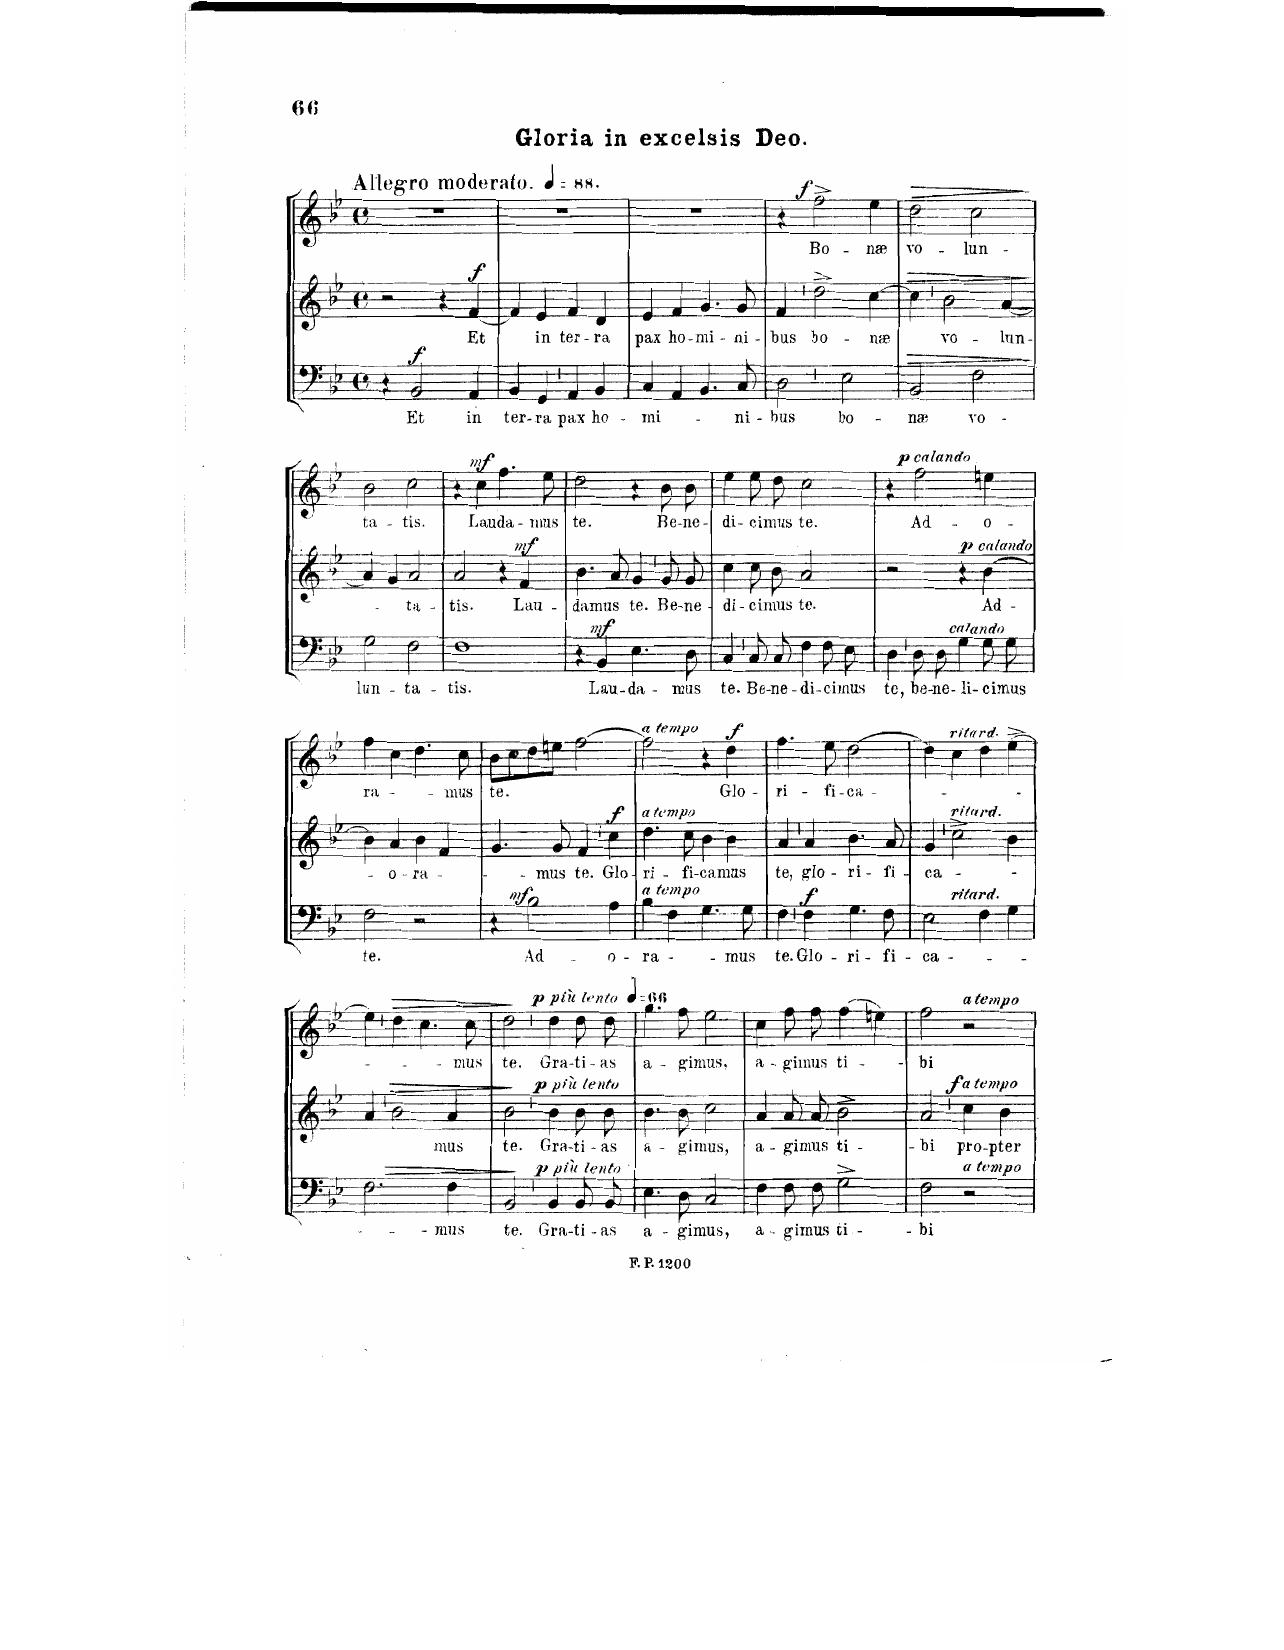 66
Gloria in excelsis Deo.
Allegro moderato. ♩ = 88.
f
Bo - næ vo - lun -
f
Et in ter - ra pax ho - mi - ni - bus bo - næ vo - lun -
f
Et in ter - ra pax ho - mi - ni - bus bo - næ vo -
p calando
mf
ta - tis. Lauda - mus te. Be - ne - di - cimus te. Ad - o -
mf p calando
- ta - tis. Lau - damus te. Be - ne - di - cimus te. Ad -
mf calando
lun - ta - tis. Lau - da - mus te. Be - ne - di - cimus te, be - ne - li - cimus
a tempo f ritard.
ra - - mus te. Glo - ri - fi - ca - - -
f a tempo ritard.
- o - ra - - - mus te. Glo - ri - fi - camus te, glo - ri - fi - ca - -
mf a tempo f ritard.
te. Ad - o - ra - - mus te. Glo - ri - fi - ca - - -
p più lento ♩ = 66 a tempo
- - - mus te. Gra - ti - as a - gimus, a - gimus ti - - bi
p più lento f a tempo
mus te. Gra - ti - as a - gimus, a - gimus ti - - bi pro - pter
p più lento a tempo
- - - mus te. Gra - ti - as a - gimus, a - gimus ti - - bi
F. P. 1200